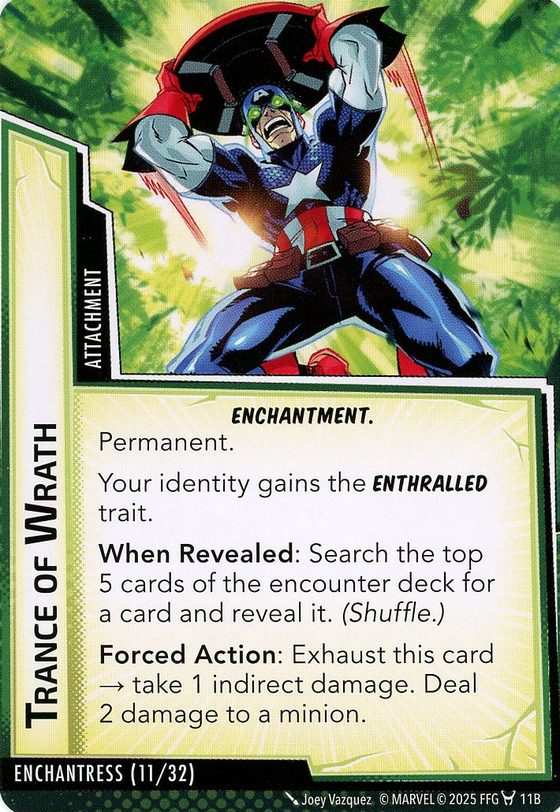 ATTACHMENT
TRANCE OF WRATH
ENCHANTMENT.
Permanent.
Your identity gains the ENTHRALLED
trait.
When Revealed: Search the top
5 cards of the encounter deck for
a card and reveal it. (Shuffle.)
Forced Action: Exhaust this card
→ take 1 indirect damage. Deal
2 damage to a minion.
ENCHANTRESS (11/32)
Joey Vazquez © MARVEL © 2025 FFG 11B